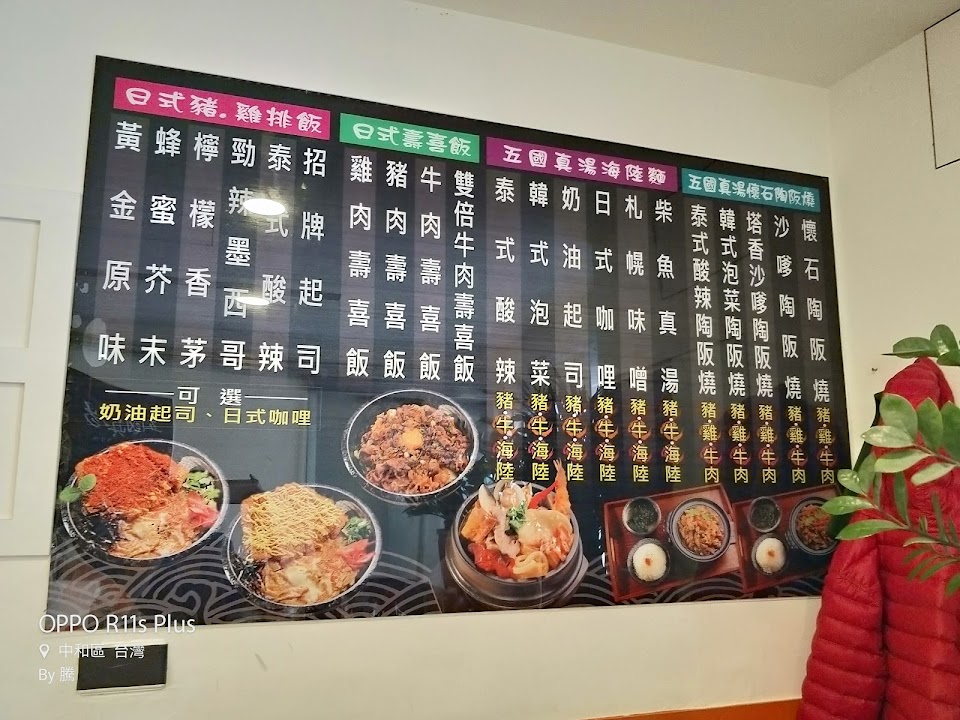 日式豬.雞排飯
招牌起司
泰式酸辣
勁辣墨西哥
檸檬香茅
蜂蜜芥末
黃金原味
可選
奶油起司、日式咖哩
日式壽喜飯
雙倍牛肉壽喜飯
牛肉壽喜飯
豬肉壽喜飯
雞肉壽喜飯
五國真湯海陸麵
柴魚真湯 豬·牛·海陸
札幌味噌 豬·牛·海陸
日式咖哩 豬·牛·海陸
奶油起司 豬·牛·海陸
韓式泡菜 豬·牛·海陸
泰式酸辣 豬·牛·海陸
五國真湯懷石陶阪燒
懷石陶阪燒 豬·雞·牛肉
沙嗲陶阪燒 豬·雞·牛肉
塔香沙嗲陶阪燒 豬·雞·牛肉
韓式泡菜陶阪燒 豬·雞·牛肉
泰式酸辣陶阪燒 豬·雞·牛肉
OPPO R11s Plus
中和區 台灣
By 騰